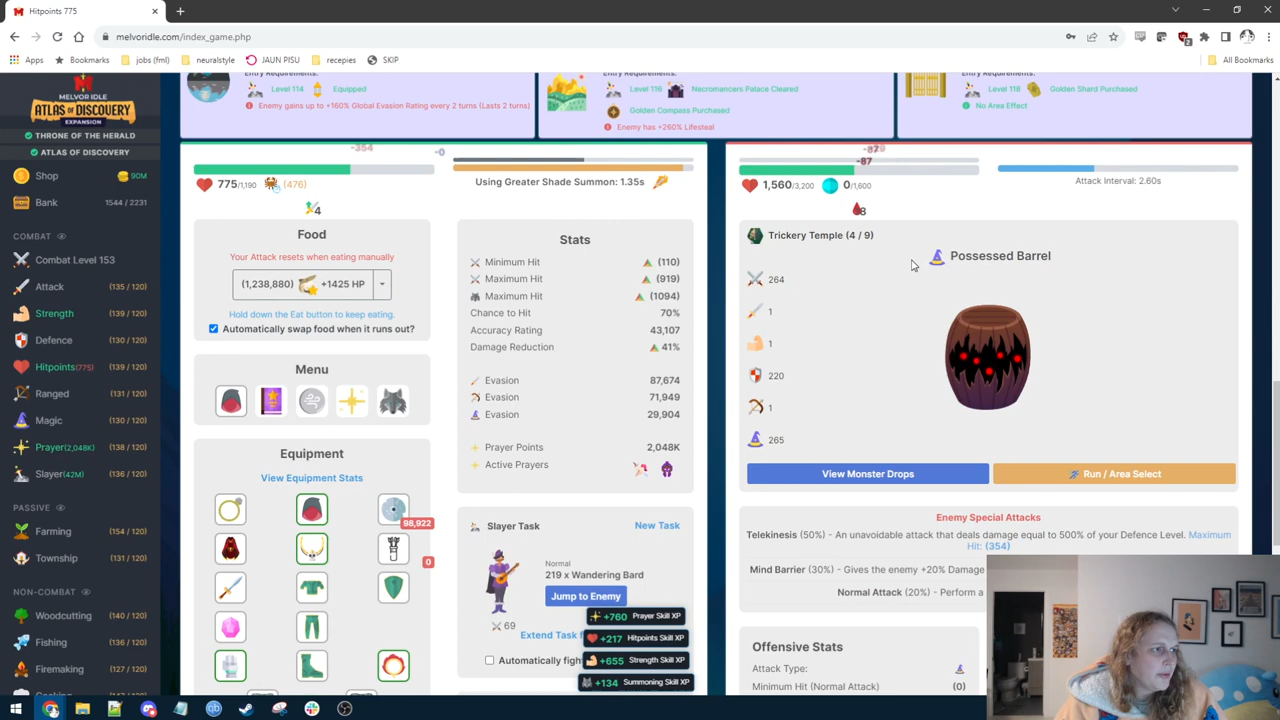 Hitpoints 775
melvoridle.com/index_game.php
Apps
Bookmarks
jobs (fml)
neuralstyle
JAUN PISU
recepies
SKIP
All Bookmarks
MELVOR IDLE
ATLAS OF DISCOVERY
EXPANSION
THRONE OF THE HERALD
ATLAS OF DISCOVERY
Shop
90M
Bank
1544 / 2231
COMBAT
Combat Level 153
Attack
(135 / 120)
Strength
(139 / 120)
Defence
(130 / 120)
Hitpoints(775)
(139 / 120)
Ranged
(131 / 120)
Magic
(130 / 120)
Prayer(2,048K)
(138 / 120)
Slayer(42M)
(136 / 120)
PASSIVE
Farming
(154 / 120)
Township
(131 / 120)
NON-COMBAT
Woodcutting
(140 / 120)
Fishing
(136 / 120)
Firemaking
(127 / 120)
Level 114
Equipped
Enemy gains up to +160% Global Evasion Rating every 2 turns (Lasts 2 turns)
Level 116
Necromancers Palace Cleared
Golden Compass Purchased
Enemy has +260% Lifesteal
Level 118
Golden Shard Purchased
No Area Effect
-354
-0
775/1,190
(476)
4
Using Greater Shade Summon: 1.35s
Food
Your Attack resets when eating manually
(1,238,880)
+1425 HP
Hold down the Eat button to keep eating.
Automatically swap food when it runs out?
Menu
Equipment
View Equipment Stats
98,922
0
Stats
Minimum Hit
(110)
Maximum Hit
(919)
Maximum Hit
(1094)
Chance to Hit
70%
Accuracy Rating
43,107
Damage Reduction
41%
Evasion
87,674
Evasion
71,949
Evasion
29,904
Prayer Points
2,048K
Active Prayers
Slayer Task
New Task
Normal
219 x Wandering Bard
Jump to Enemy
69
Extend Task
Automatically figh
+760 Prayer Skill XP
+217 Hitpoints Skill XP
+655 Strength Skill XP
+134 Summoning Skill XP
-87
1,560/3,200
0/1,600
8
Attack Interval: 2.60s
Trickery Temple (4 / 9)
Possessed Barrel
264
1
1
220
1
265
View Monster Drops
Run / Area Select
Enemy Special Attacks
Telekinesis (50%) - An unavoidable attack that deals damage equal to 500% of your Defence Level. Maximum
Hit: (354)
Mind Barrier (30%) - Gives the enemy +20% Damage
Normal Attack (20%) - Perform a
Offensive Stats
Attack Type:
Minimum Hit (Normal Attack)
(0)